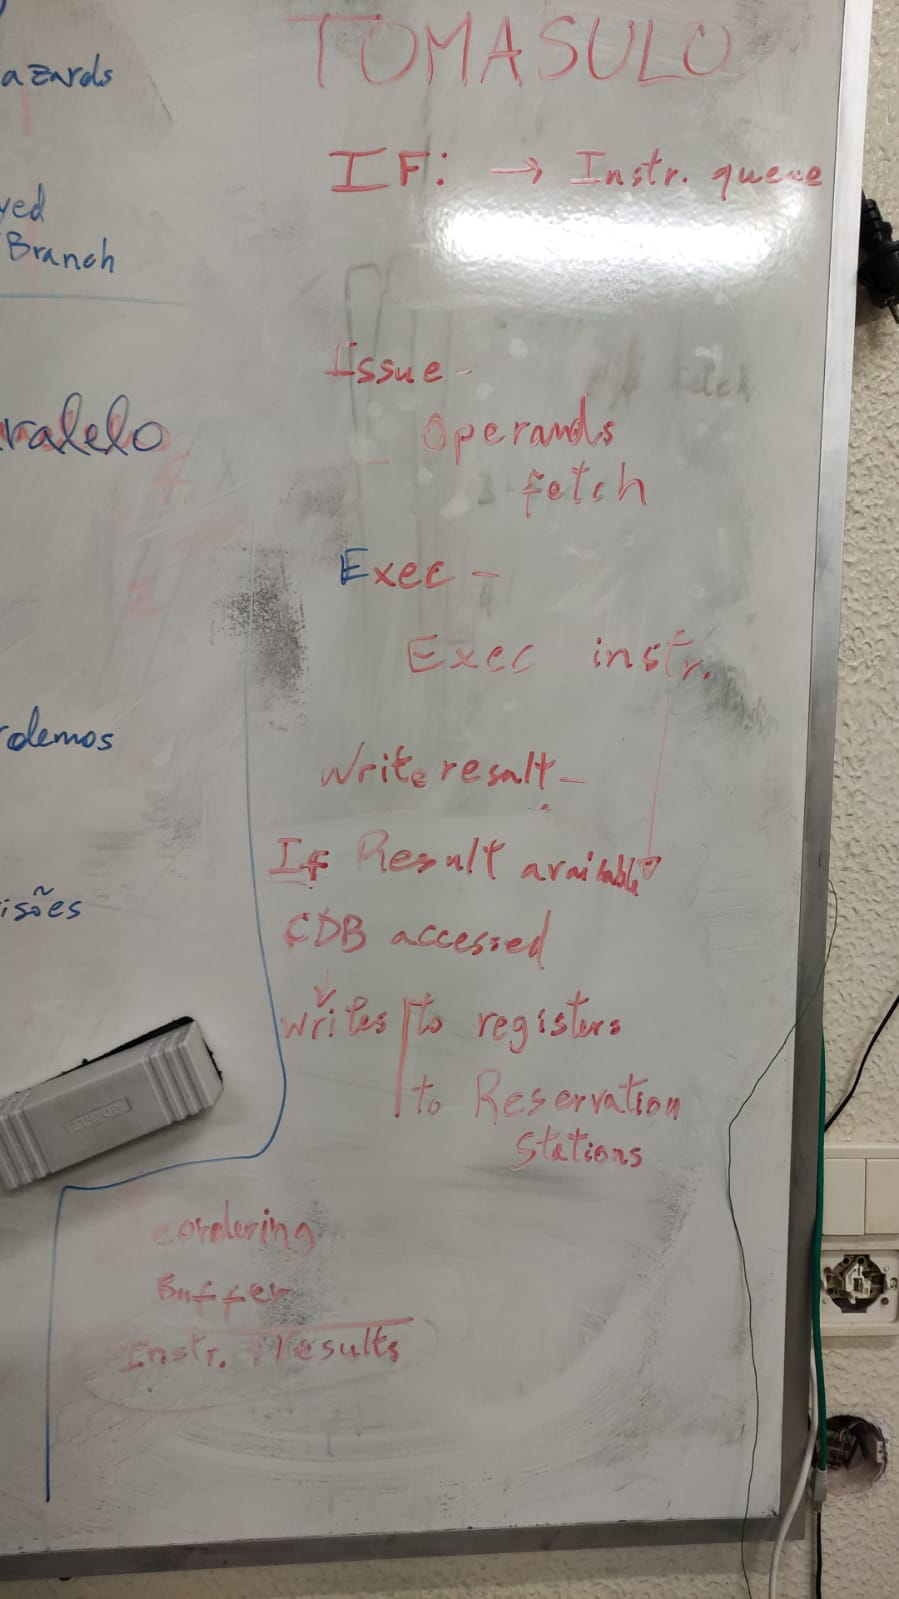 TOMASULO
azards
IF: → Instr. queue
yed
Branch
Issue -
ralelo
Operands
fetch
Exec -
Exec instr.
rdemos
Write result -
If Result available
isões
CDB accessed
writes to registers
to Reservation
Stations
eordering
Buffer
Instr. results